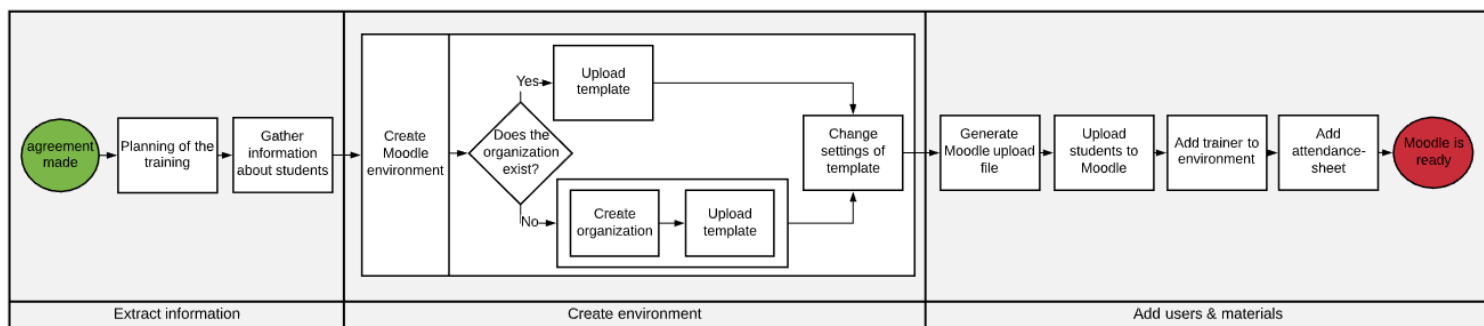 agreement
made
Planning of the
training
Gather
information
about students
Create
Moodle
environment
Does the
organization
exist?
Yes
Upload
template
No
Create
organization
Upload
template
Change
settings of
template
Generate
Moodle upload
file
Upload
students to
Moodle
Add trainer to
environment
Add
attendance-
sheet
Moodle is
ready
Extract information
Create environment
Add users & materials